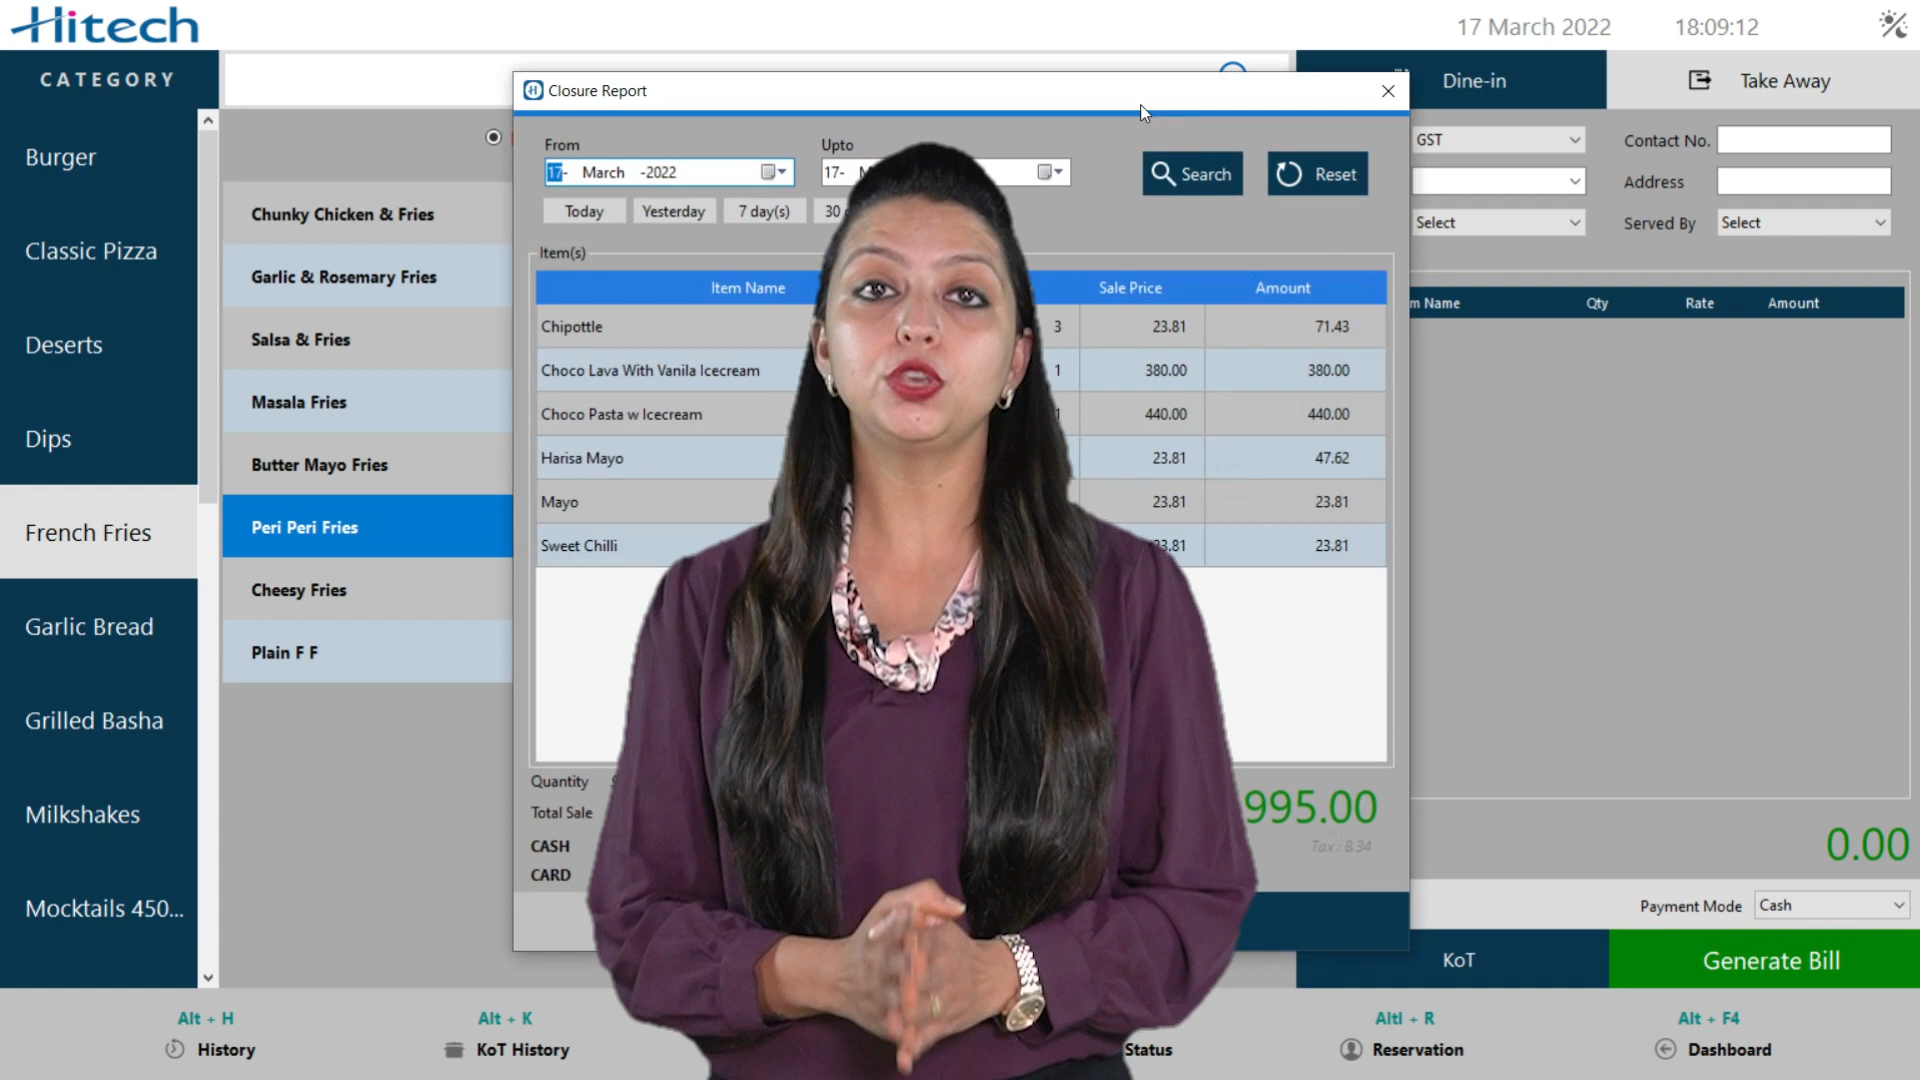 Hitech
17 March 2022 18:09:12
CATEGORY
Burger
Classic Pizza
Deserts
Dips
French Fries
Garlic Bread
Grilled Basha
Milkshakes
Mocktails 450...
Chunky Chicken & Fries
Garlic & Rosemary Fries
Salsa & Fries
Masala Fries
Butter Mayo Fries
Peri Peri Fries
Cheesy Fries
Plain F F
Closure Report
From Upto
17- March -2022 17-
Search Reset
Today Yesterday 7 day(s) 30
Item(s)
Item Name Sale Price Amount
Chipottle 3 23.81 71.43
Choco Lava With Vanila Icecream 1 380.00 380.00
Choco Pasta w Icecream 1 440.00 440.00
Harisa Mayo 23.81 47.62
Mayo 23.81 23.81
Sweet Chilli 23.81 23.81
Quantity
Total Sale 995.00
CASH Tax : 8.34
CARD
Dine-in Take Away
GST Contact No.
Address
Select Served By Select
m Name Qty Rate Amount
0.00
Payment Mode Cash
KoT Generate Bill
Alt + H Alt + K Altl + R Alt + F4
History KoT History Status Reservation Dashboard